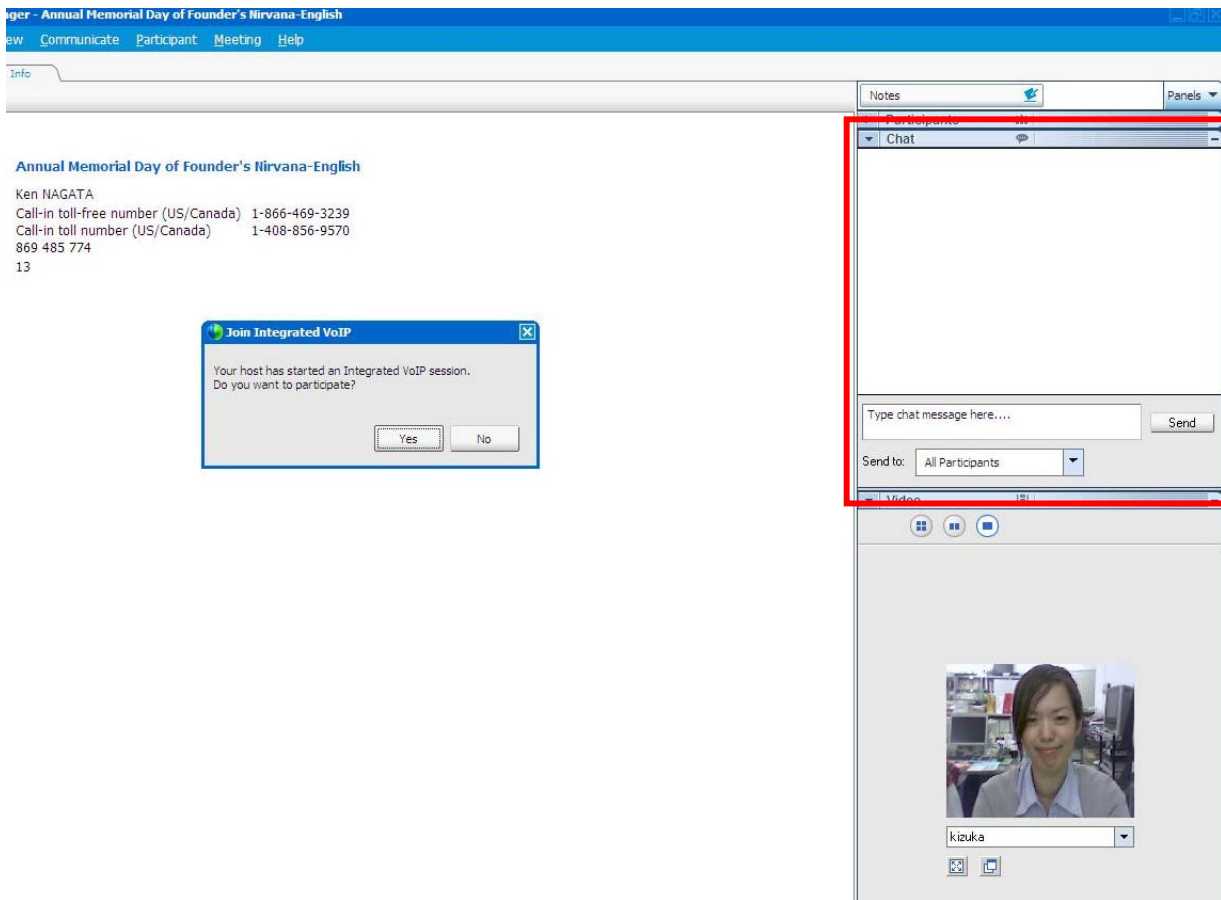 ger - Annual Memorial Day of Founder's Nirvana-English
ew Communicate Participant Meeting Help
Info
Notes Panels
Participants
Chat
Annual Memorial Day of Founder's Nirvana-English
Ken NAGATA
Call-in toll-free number (US/Canada) 1-866-469-3239
Call-in toll number (US/Canada) 1-408-856-9570
869 485 774
13
Join Integrated VoIP
Your host has started an Integrated VoIP session.
Do you want to participate?
Yes No
Type chat message here....
Send
Send to: All Participants
Video
kizuka